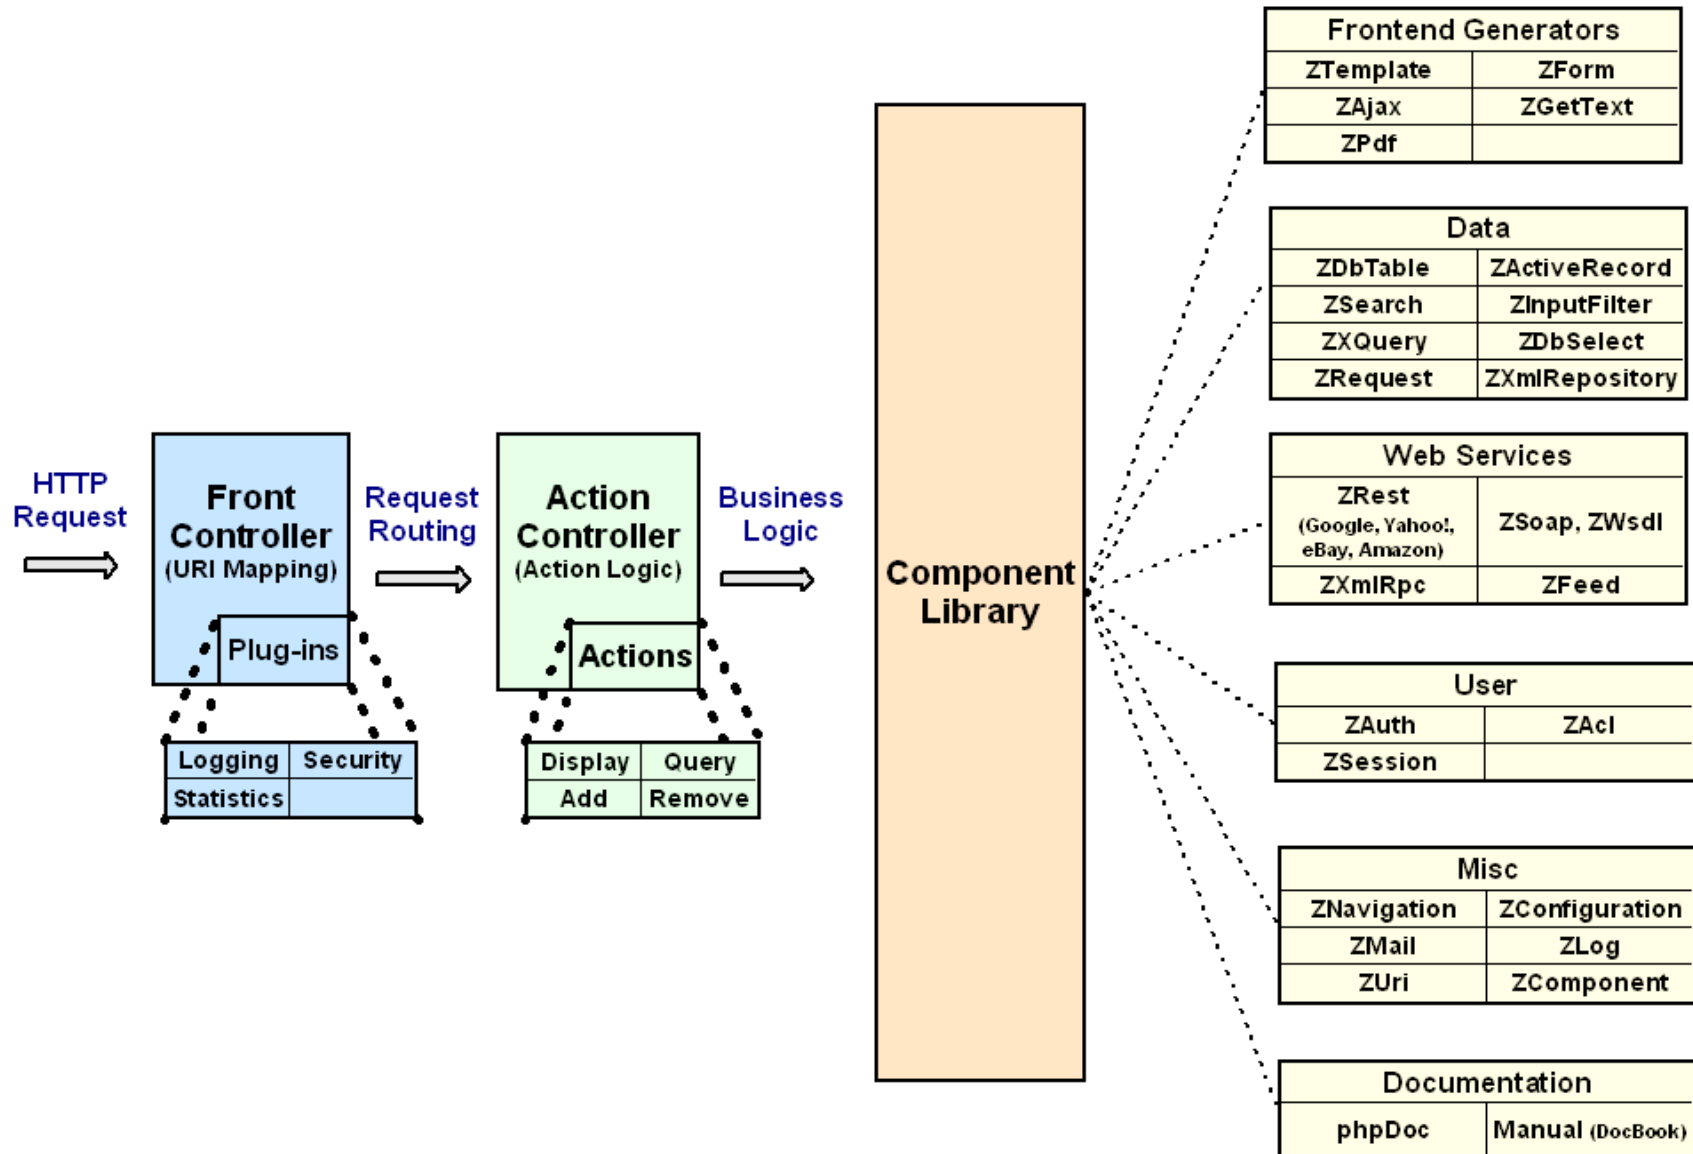 HTTP
Request
Front
Controller
(URI Mapping)
Plug-ins
Logging
Security
Statistics
Request
Routing
Action
Controller
(Action Logic)
Actions
Display
Query
Add
Remove
Business
Logic
Component
Library
Frontend Generators
ZTemplate
ZForm
ZAjax
ZGetText
ZPdf
Data
ZDbTable
ZActiveRecord
ZSearch
ZInputFilter
ZXQuery
ZDbSelect
ZRequest
ZXmlRepository
Web Services
ZRest
(Google, Yahoo!,
eBay, Amazon)
ZSoap, ZWsdl
ZXmlRpc
ZFeed
User
ZAuth
ZAcl
ZSession
Misc
ZNavigation
ZConfiguration
ZMail
ZLog
ZUri
ZComponent
Documentation
phpDoc
Manual (DocBook)